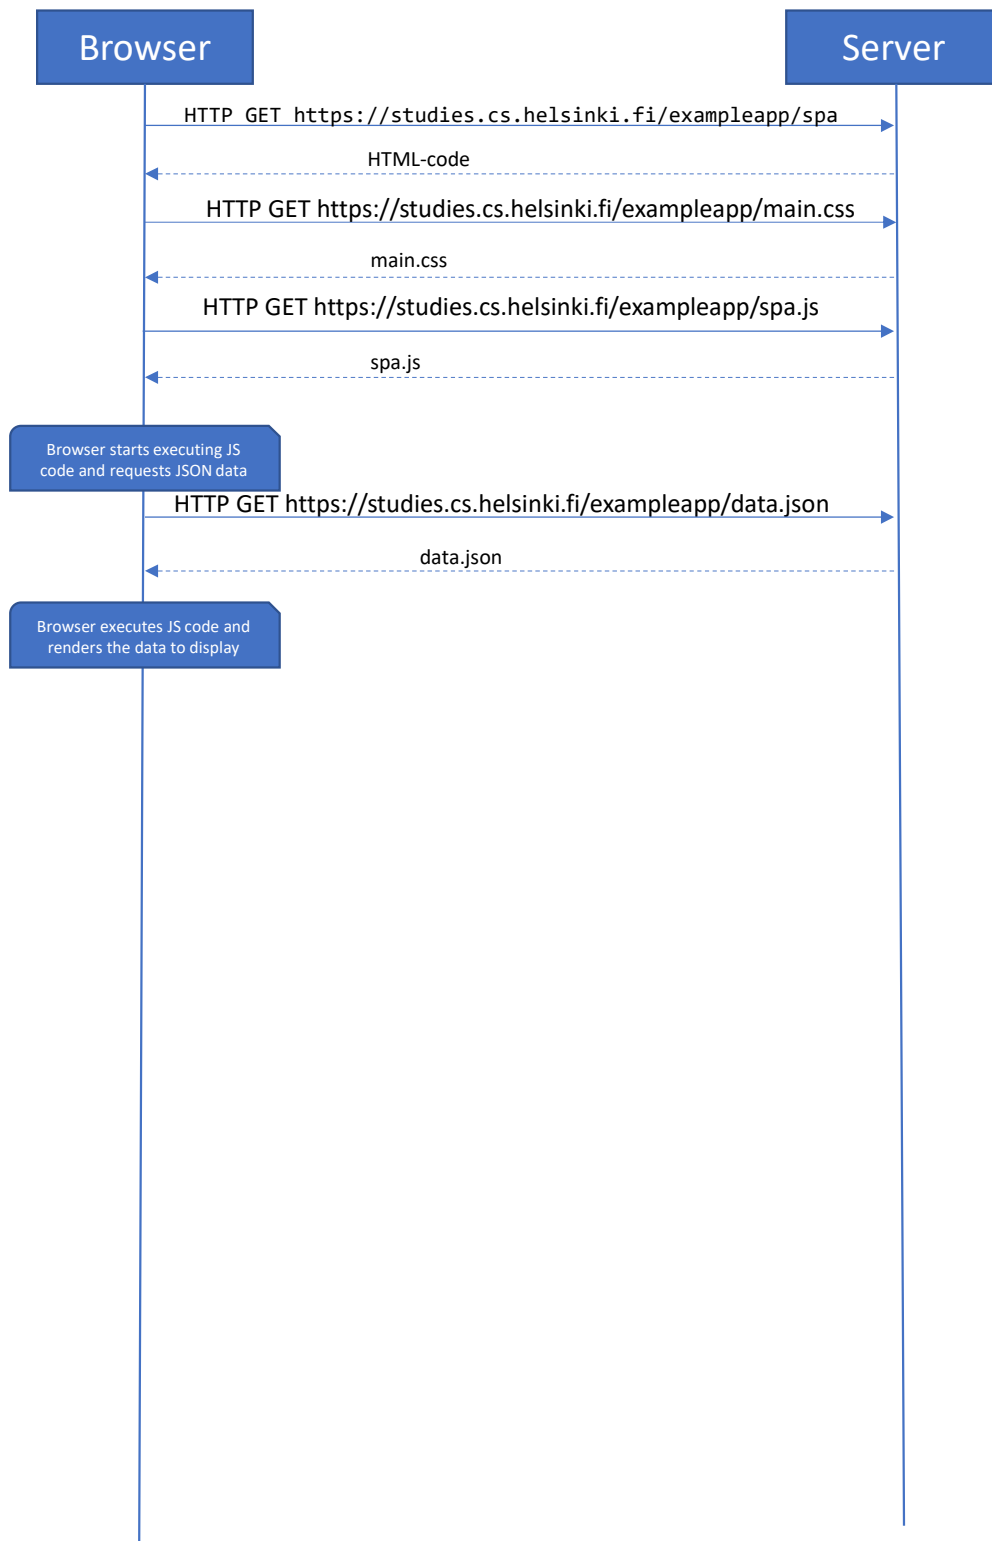 Browser
Server
HTTP GET https://studies.cs.helsinki.fi/exampleapp/spa
HTML-code
HTTP GET https://studies.cs.helsinki.fi/exampleapp/main.css
main.css
HTTP GET https://studies.cs.helsinki.fi/exampleapp/spa.js
spa.js
Browser starts executing JS
code and requests JSON data
HTTP GET https://studies.cs.helsinki.fi/exampleapp/data.json
data.json
Browser executes JS code and
renders the data to display